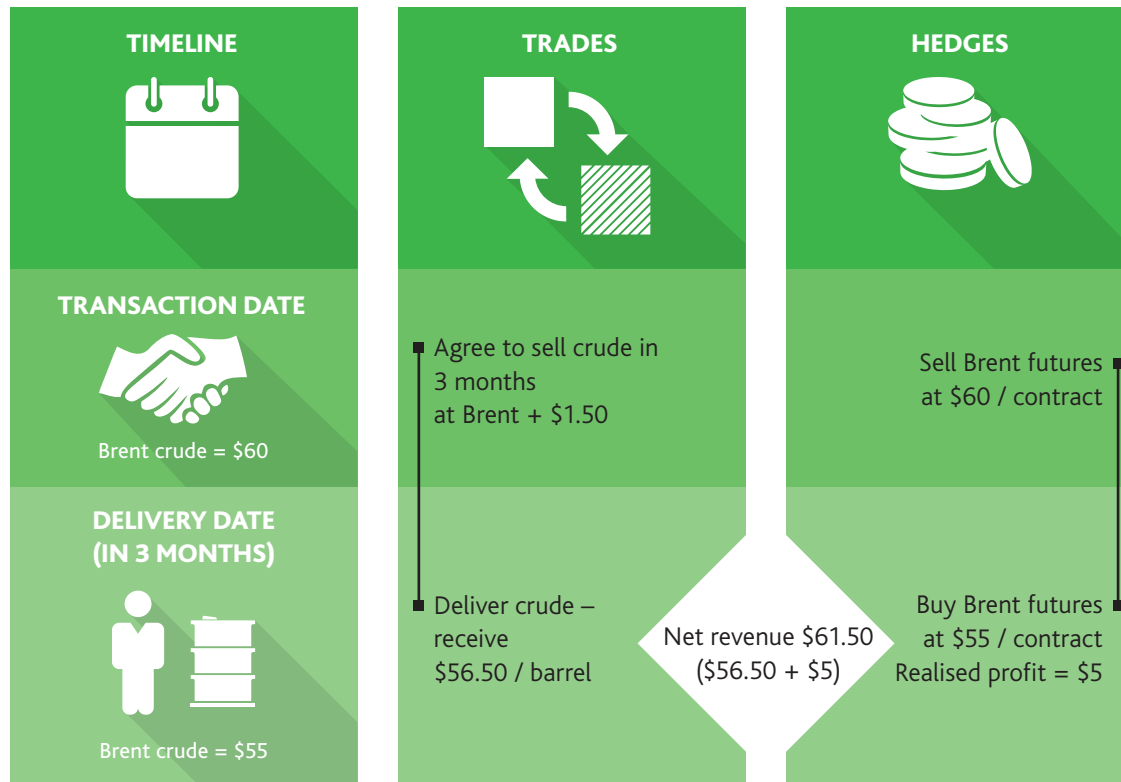 TIMELINE
TRANSACTION DATE
Brent crude = $60
DELIVERY DATE
(IN 3 MONTHS)
Brent crude = $55
TRADES
Agree to sell crude in
3 months
at Brent + $1.50
Deliver crude –
receive
$56.50 / barrel
Net revenue $61.50
($56.50 + $5)
HEDGES
Sell Brent futures
at $60 / contract
Buy Brent futures
at $55 / contract
Realised profit = $5